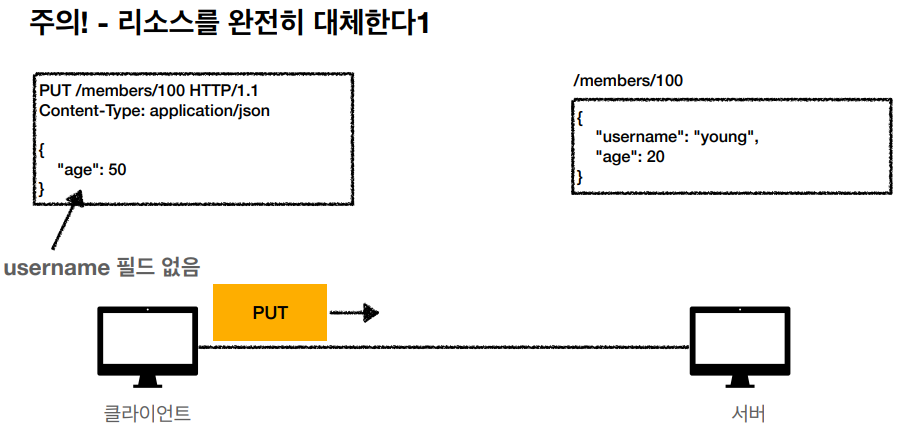 주의! - 리소스를 완전히 대체한다1
PUT /members/100 HTTP/1.1
Content-Type: application/json
{
"age": 50
}
username 필드 없음
/members/100
{
"username": "young",
"age": 20
}
PUT
클라이언트
서버